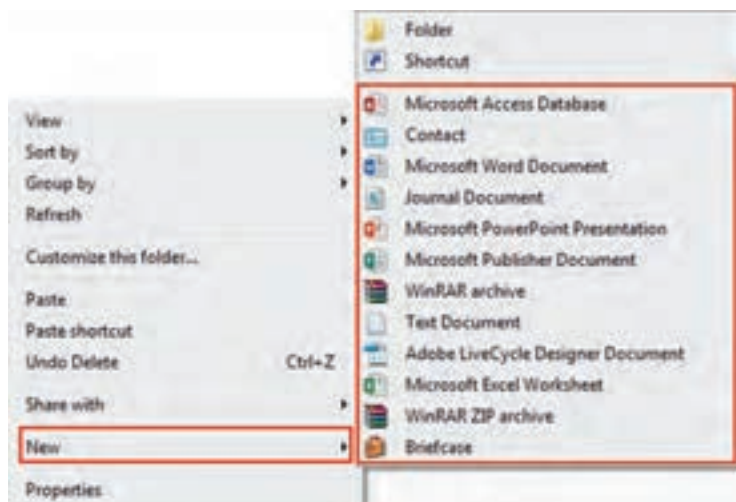 View
Sort by
Group by
Refresh
Customize this folder...
Paste
Paste shortcut
Undo Delete Ctrl+Z
Share with
New
Properties
Folder
Shortcut
Microsoft Access Database
Contact
Microsoft Word Document
Journal Document
Microsoft PowerPoint Presentation
Microsoft Publisher Document
WinRAR archive
Text Document
Adobe LiveCycle Designer Document
Microsoft Excel Worksheet
WinRAR ZIP archive
Briefcase